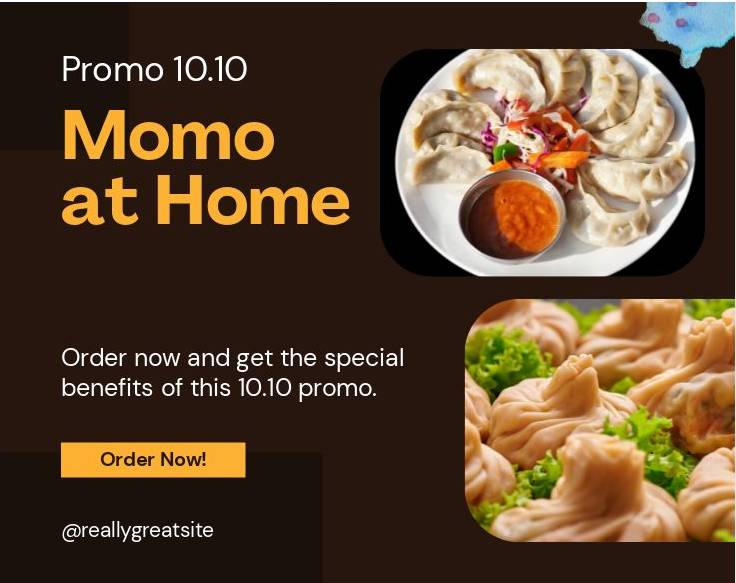 Promo 10.10
Momo
at Home
Order now and get the special
benefits of this 10.10 promo.
Order Now!
@reallygreatsite